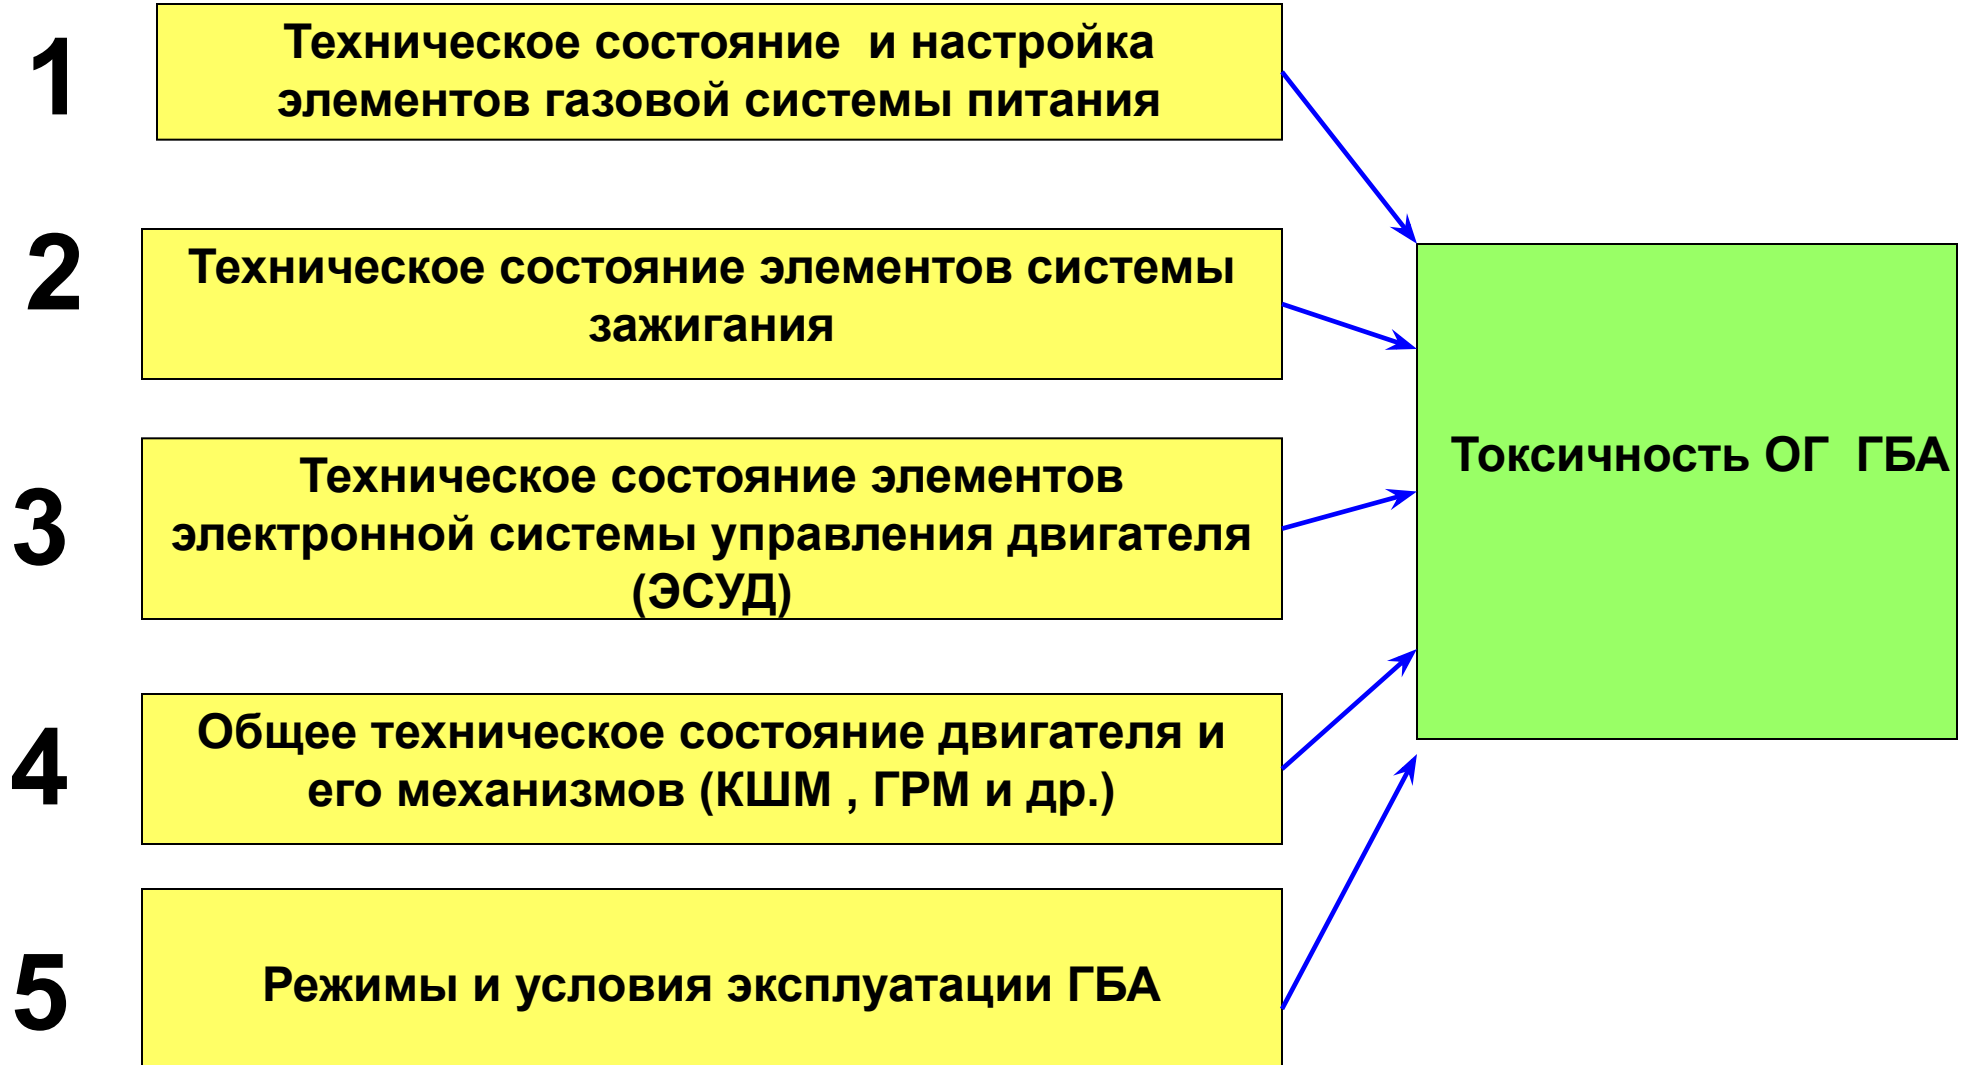 1
Техническое состояние и настройка
элементов газовой системы питания
2
Техническое состояние элементов системы
зажигания
3
Техническое состояние элементов
электронной системы управления двигателя
(ЭСУД)
4
Общее техническое состояние двигателя и
его механизмов (КШМ , ГРМ и др.)
5
Режимы и условия эксплуатации ГБА
Токсичность ОГ ГБА